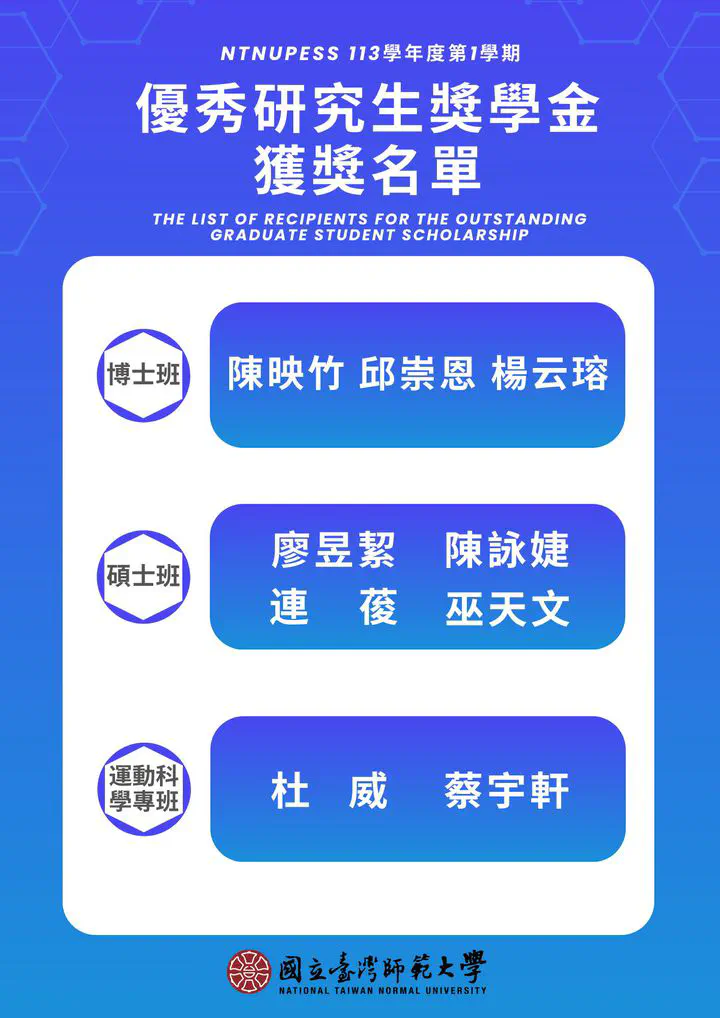 NTNUPESS 113學年度第1學期
優秀研究生獎學金
獲獎名單
THE LIST OF RECIPIENTS FOR THE OUTSTANDING
GRADUATE STUDENT SCHOLARSHIP
博士班
陳映竹 邱崇恩 楊云瑢
碩士班
廖昱絜 陳詠婕
連 葰 巫天文
運動科
學專班
杜 威 蔡宇軒
國立臺灣師範大學
NATIONAL TAIWAN NORMAL UNIVERSITY